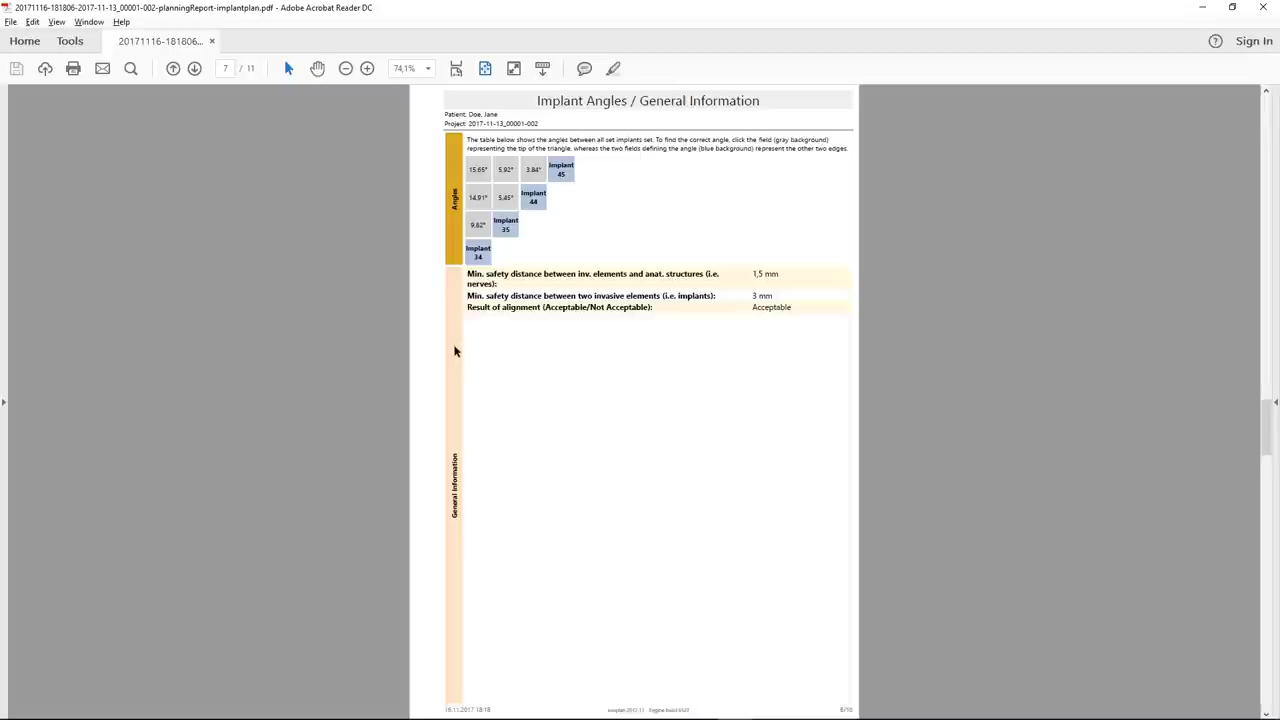 20171116-181806-2017-11-13_00001-002-planningReport-implantplan.pdf - Adobe Acrobat Reader DC
File Edit View Window Help
Home Tools 20171116-181806... × Sign In
7 / 11 74,1%
Implant Angles / General Information
Patient: Doe, Jane
Project: 2017-11-13_00001-002
Angles
The table below shows the angles between all set implants set. To find the correct angle, click the field (gray background)
representing the tip of the triangle, whereas the two fields defining the angle (blue background) represent the other two edges.
15.65° 5.92° 3.84° Implant 45
14.91° 5.45° Implant 44
9.82° Implant 35
Implant 34
General Information
Min. safety distance between inv. elements and anat. structures (i.e. 1,5 mm
nerves):
Min. safety distance between two invasive elements (i.e. implants): 3 mm
Result of alignment (Acceptable/Not Acceptable): Acceptable
16.11.2017 18:18